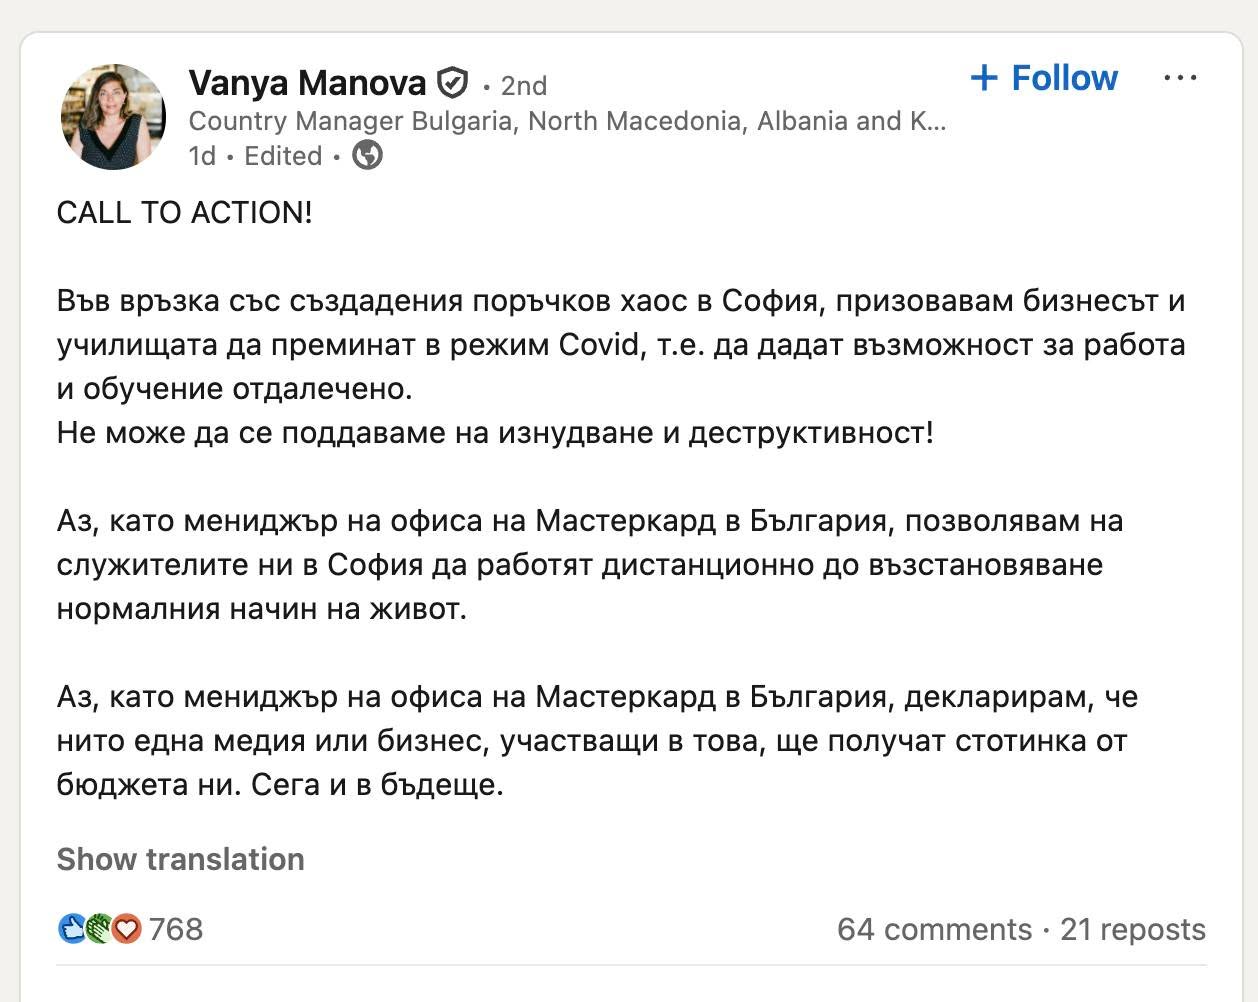 Vanya Manova • 2nd
+ Follow ...
Country Manager Bulgaria, North Macedonia, Albania and K...
1d • Edited •
CALL TO ACTION!
Във връзка със създадения поръчков хаос в София, призовавам бизнесът и
училищата да преминат в режим Covid, т.е. да дадат възможност за работа
и обучение отдалечено.
Не може да се поддаваме на изнудване и деструктивност!
Аз, като мениджър на офиса на Мастеркард в България, позволявам на
служителите ни в София да работят дистанционно до възстановяване
нормалния начин на живот.
Аз, като мениджър на офиса на Мастеркард в България, декларирам, че
нито една медия или бизнес, участващи в това, ще получат стотинка от
бюджета ни. Сега и в бъдеще.
Show translation
768
64 comments • 21 reposts